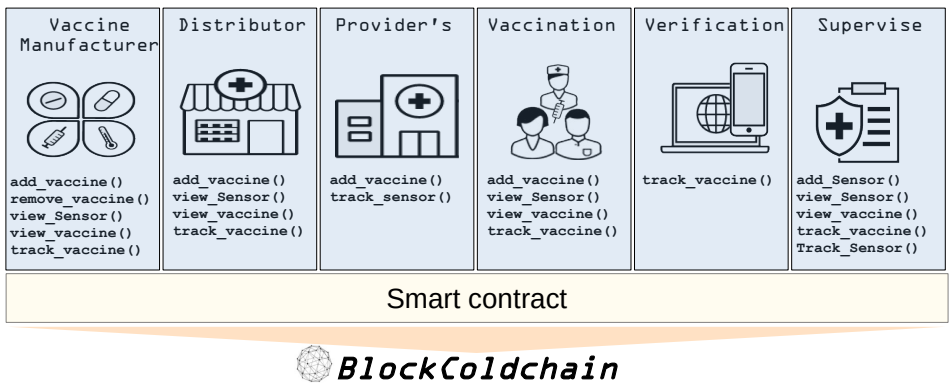 Vaccine
Manufacturer
add_vaccine()
remove_vaccine()
view_Sensor()
view_vaccine()
track_vaccine()
Distributor
add_vaccine()
view_Sensor()
view_vaccine()
track_vaccine()
Provider's
add_vaccine()
track_sensor()
Vaccination
add_vaccine()
view_Sensor()
view_vaccine()
track_vaccine()
Verification
track_vaccine()
Supervise
add_Sensor()
view_Sensor()
view_vaccine()
track_vaccine()
Track_Sensor()
Smart contract
BlockColdchain